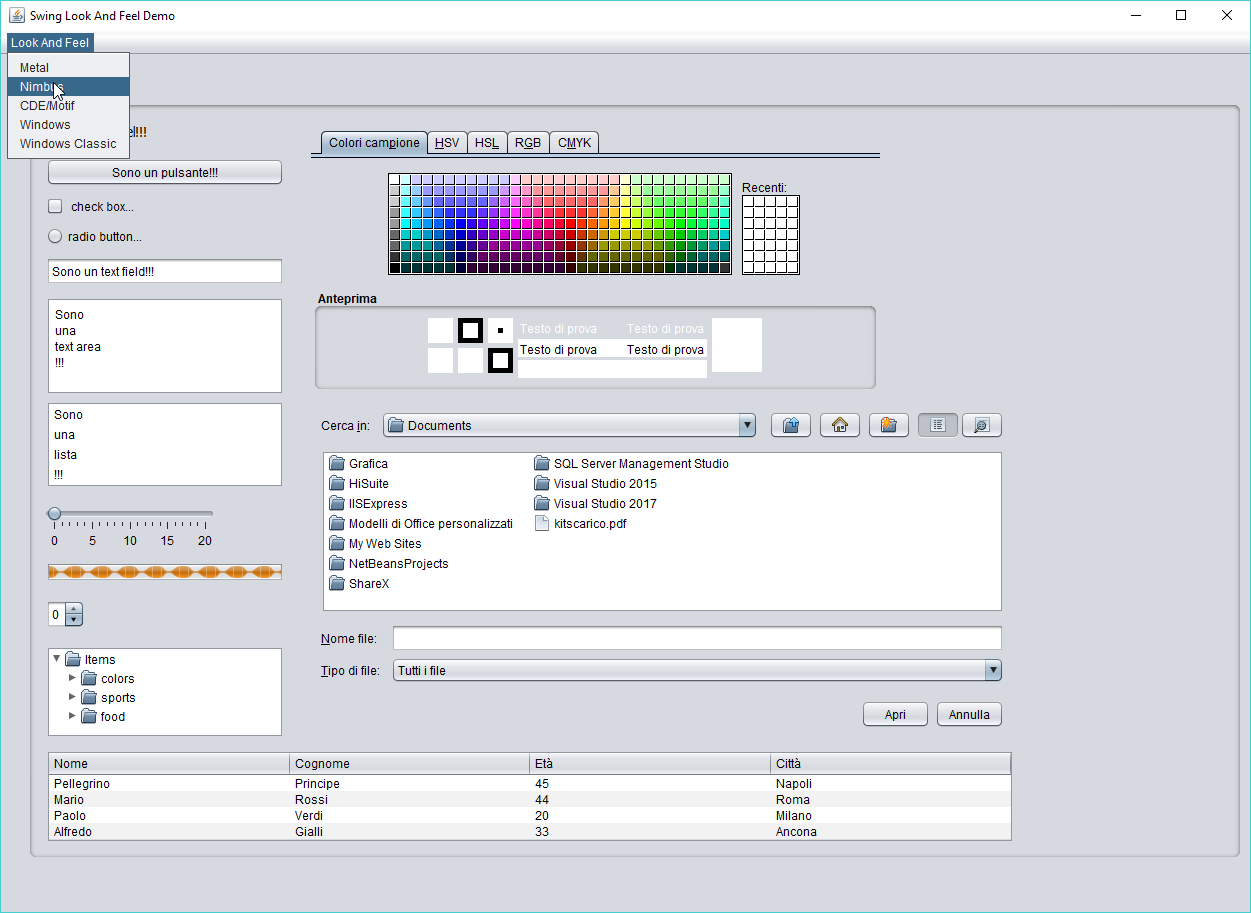 Swing Look And Feel Demo
Look And Feel
Metal
Nimbus
CDE/Motif
Windows
Windows Classic
Sono un pulsante!!!
check box...
radio button...
Sono un text field!!!
Sono
una
text area
!!!
Sono
una
lista
!!!
0 5 10 15 20
0
Items
colors
sports
food
Colori campione HSV HSL RGB CMYK
Recenti:
Anteprima
Testo di prova Testo di prova
Testo di prova Testo di prova
Cerca in: Documents
Grafica
HiSuite
IISExpress
Modelli di Office personalizzati
My Web Sites
NetBeansProjects
ShareX
SQL Server Management Studio
Visual Studio 2015
Visual Studio 2017
kitscarico.pdf
Nome file:
Tipo di file: Tutti i file
Apri Annulla
Nome Cognome Età Città
Pellegrino Principe 45 Napoli
Mario Rossi 44 Roma
Paolo Verdi 20 Milano
Alfredo Gialli 33 Ancona